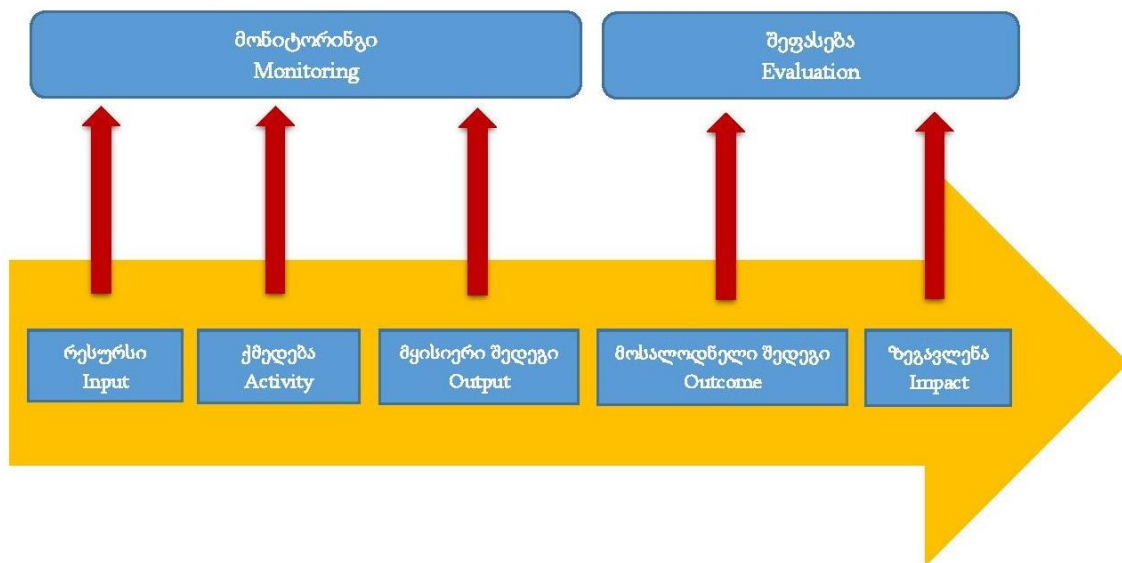 მონიტორინგი
Monitoring
შეფასება
Evaluation
რესურსი
Input
ქმედება
Activity
მყისიერი შედეგი
Output
მოსალოდნელი შედეგი
Outcome
ზეგავლენა
Impact